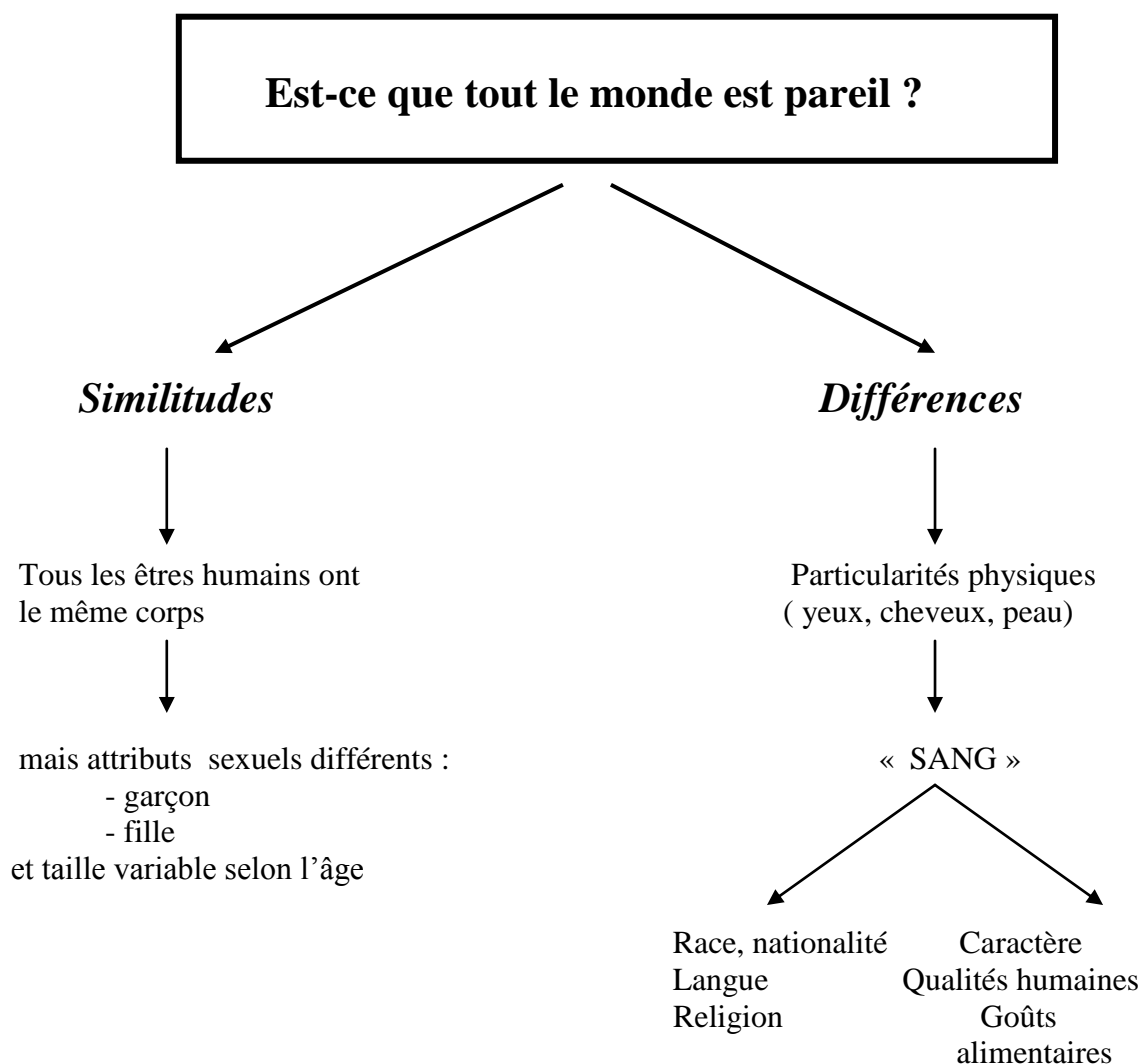 Est-ce que tout le monde est pareil ?
Similitudes
Différences
Tous les êtres humains ont
le même corps
Particularités physiques
( yeux, cheveux, peau)
mais attributs sexuels différents :
- garçon
- fille
et taille variable selon l’âge
« SANG »
Race, nationalité
Langue
Religion
Caractère
Qualités humaines
Goûts
alimentaires